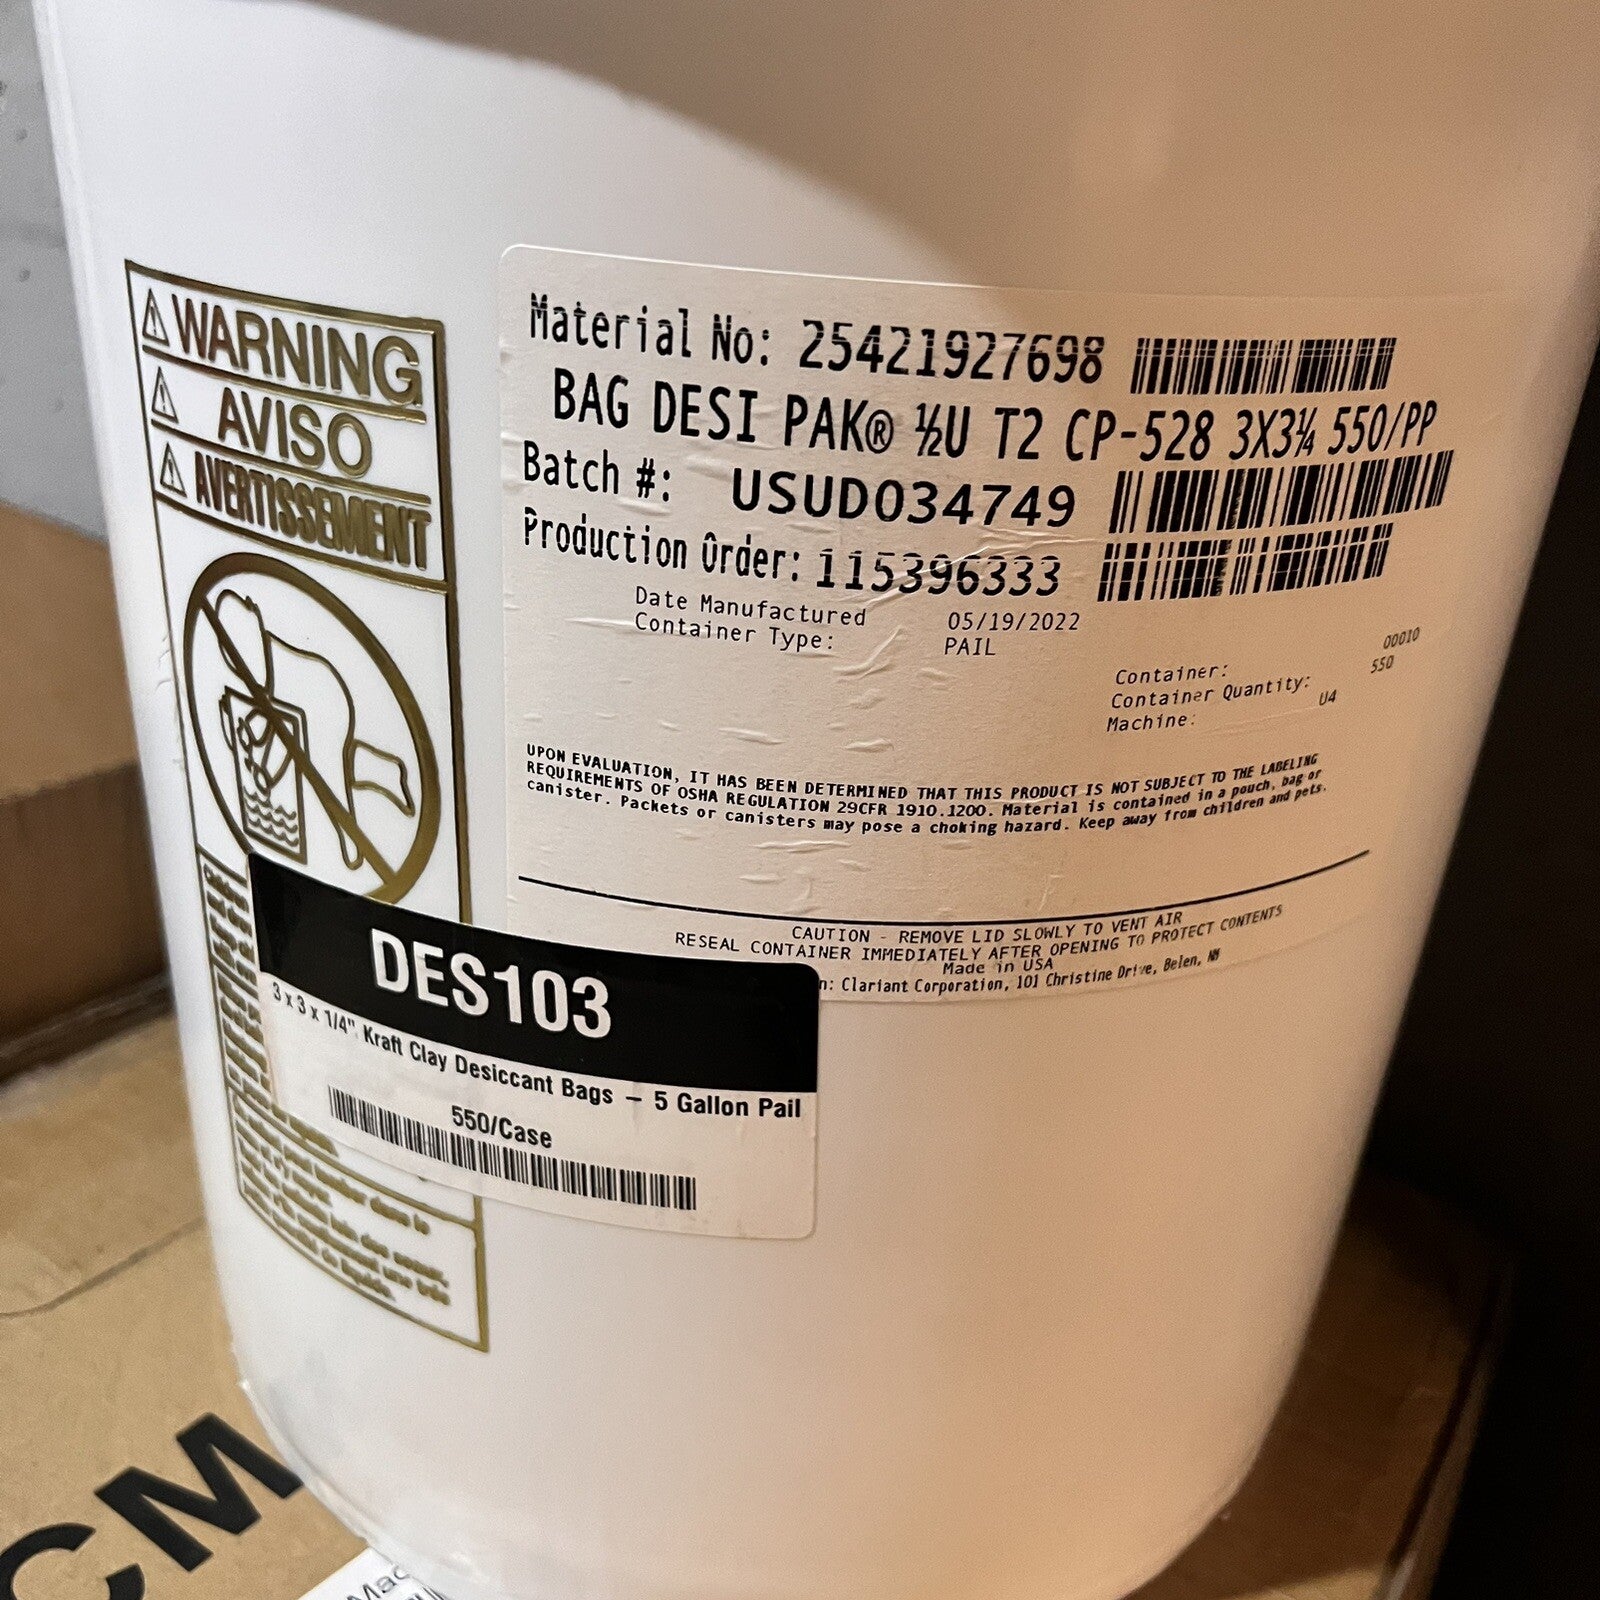 WARNING
AVISO
AVERTISSEMENT
Material No: 25421927698
BAG DESI PAK® ½U T2 CP-528 3X3¼ 550/PP
Batch #: USUD034749
Production Order: 115396333
Date Manufactured 05/19/2022
Container Type: PAIL
Container: 00010
Container Quantity: 550
Machine: U4
UPON EVALUATION, IT HAS BEEN DETERMINED THAT THIS PRODUCT IS NOT SUBJECT TO THE LABELING
REQUIREMENTS OF OSHA REGULATION 29CFR 1910.1200. Material is contained in a pouch, bag or
canister. Packets or canisters may pose a choking hazard. Keep away from children and pets.
CAUTION - REMOVE LID SLOWLY TO VENT AIR
RESEAL CONTAINER IMMEDIATELY AFTER OPENING TO PROTECT CONTENTS
Made in USA
n: Clariant Corporation, 101 Christine Drive, Belen, NM
DES103
3 x 3 x 1/4" Kraft Clay Desiccant Bags – 5 Gallon Pail
550/Case
CM